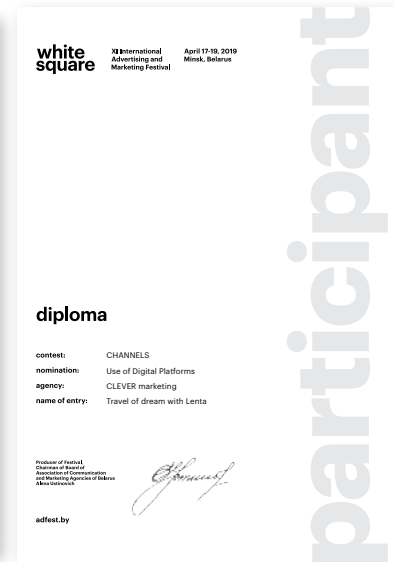 white
square
XI International
Advertising and
Marketing Festival
April 17-19, 2019
Minsk, Belarus
participant
diploma
contest: CHANNELS
nomination: Use of Digital Platforms
agency: CLEVER marketing
name of entry: Travel of dream with Lenta
Producer of Festival,
Chairman of Board of
Association of Communication
and Marketing Agencies of Belarus
Alena Ustinovich
adfest.by